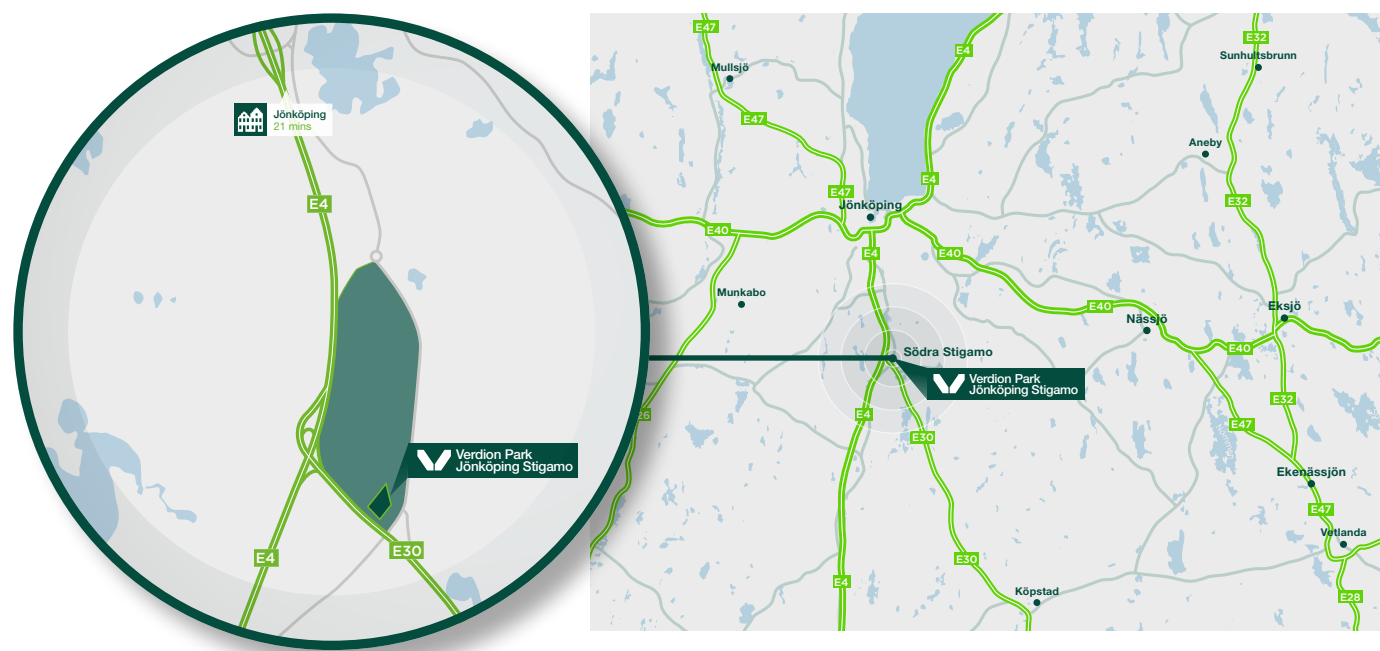 Jönköping
21 mins
E4
Verdion Park
Jönköping Stigamo
E4
E30
E47
E4
E32
Sunhultsbrunn
Mullsjö
E47
Aneby
E4
E47
E32
Jönköping
E40
E4
E40
Munkabo
E40
Eksjö
Nässjö
E40
Södra Stigamo
Verdion Park
Jönköping Stigamo
E32
26
E4
E47
E30
Ekenässjön
E47
Vetlanda
E30
E4
Köpstad
E28